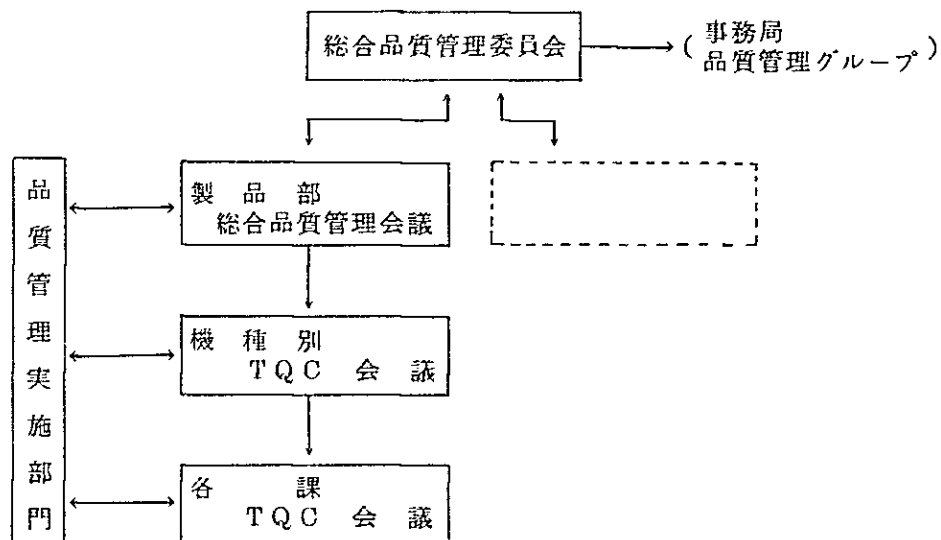 総合品質管理委員会
(事務局
品質管理グループ)
品質管理実施部門
製品部
総合品質管理会議
機種別
TQC会議
各課
TQC会議